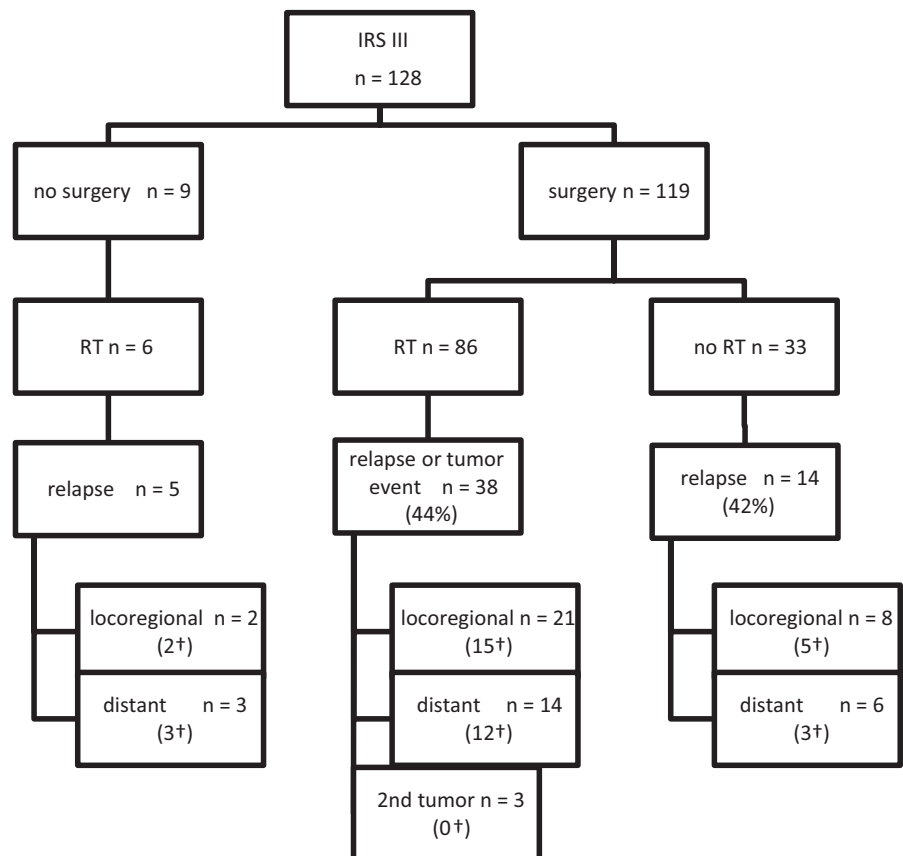 IRS III
n = 128
no surgery n = 9
surgery n = 119
RT n = 6
RT n = 86
no RT n = 33
relapse n = 5
relapse or tumor
event n = 38
(44%)
relapse n = 14
(42%)
locoregional n = 2
(2†)
distant n = 3
(3†)
locoregional n = 21
(15†)
distant n = 14
(12†)
2nd tumor n = 3
(0†)
locoregional n = 8
(5†)
distant n = 6
(3†)